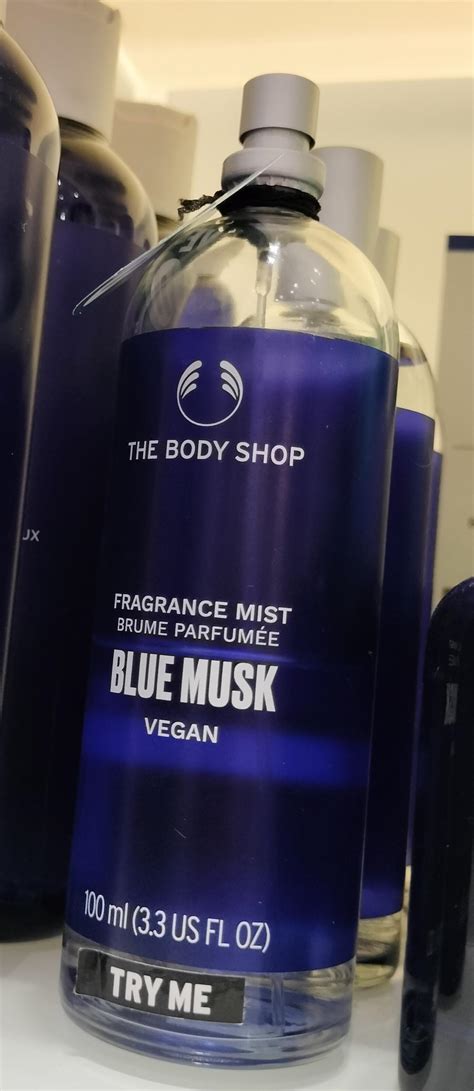 THE BODY SHOP
FRAGRANCE MIST
BRUME PARFUMÉE
BLUE MUSK
VEGAN
100 ml (3.3 US FL OZ)
TRY ME
UX